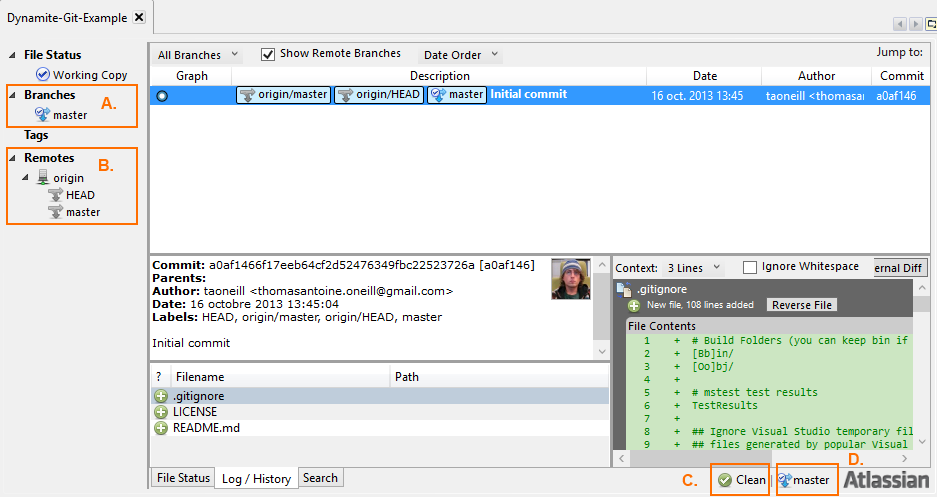 Dynamite-Git-Example
File Status
Working Copy
Branches
A.
master
Tags
Remotes
B.
origin
HEAD
master
All Branches
Show Remote Branches
Date Order
Jump to:
Graph
Description
Date
Author
Commit
origin/master
origin/HEAD
master
Initial commit
16 oct. 2013 13:45
taoneill <thomasan
a0af146
Commit: a0af1466f17eeb64cf2d52476349fbc22523726a [a0af146]
Parents:
Author: taoneill <thomasantoine.oneill@gmail.com>
Date: 16 octobre 2013 13:45:04
Labels: HEAD, origin/master, origin/HEAD, master
Initial commit
? Filename Path
.gitignore
LICENSE
README.md
Context: 3 Lines
Ignore Whitespace
ernal Diff
.gitignore
New file, 108 lines added
Reverse File
File Contents
1 + # Build Folders (you can keep bin if
2 + [Bb]in/
3 + [Oo]bj/
4 +
5 + # mstest test results
6 + TestResults
7 +
8 + ## Ignore Visual Studio temporary fil
9 + ## files generated by popular Visual
File Status
Log / History
Search
C.
Clean
D.
master
Atlassian